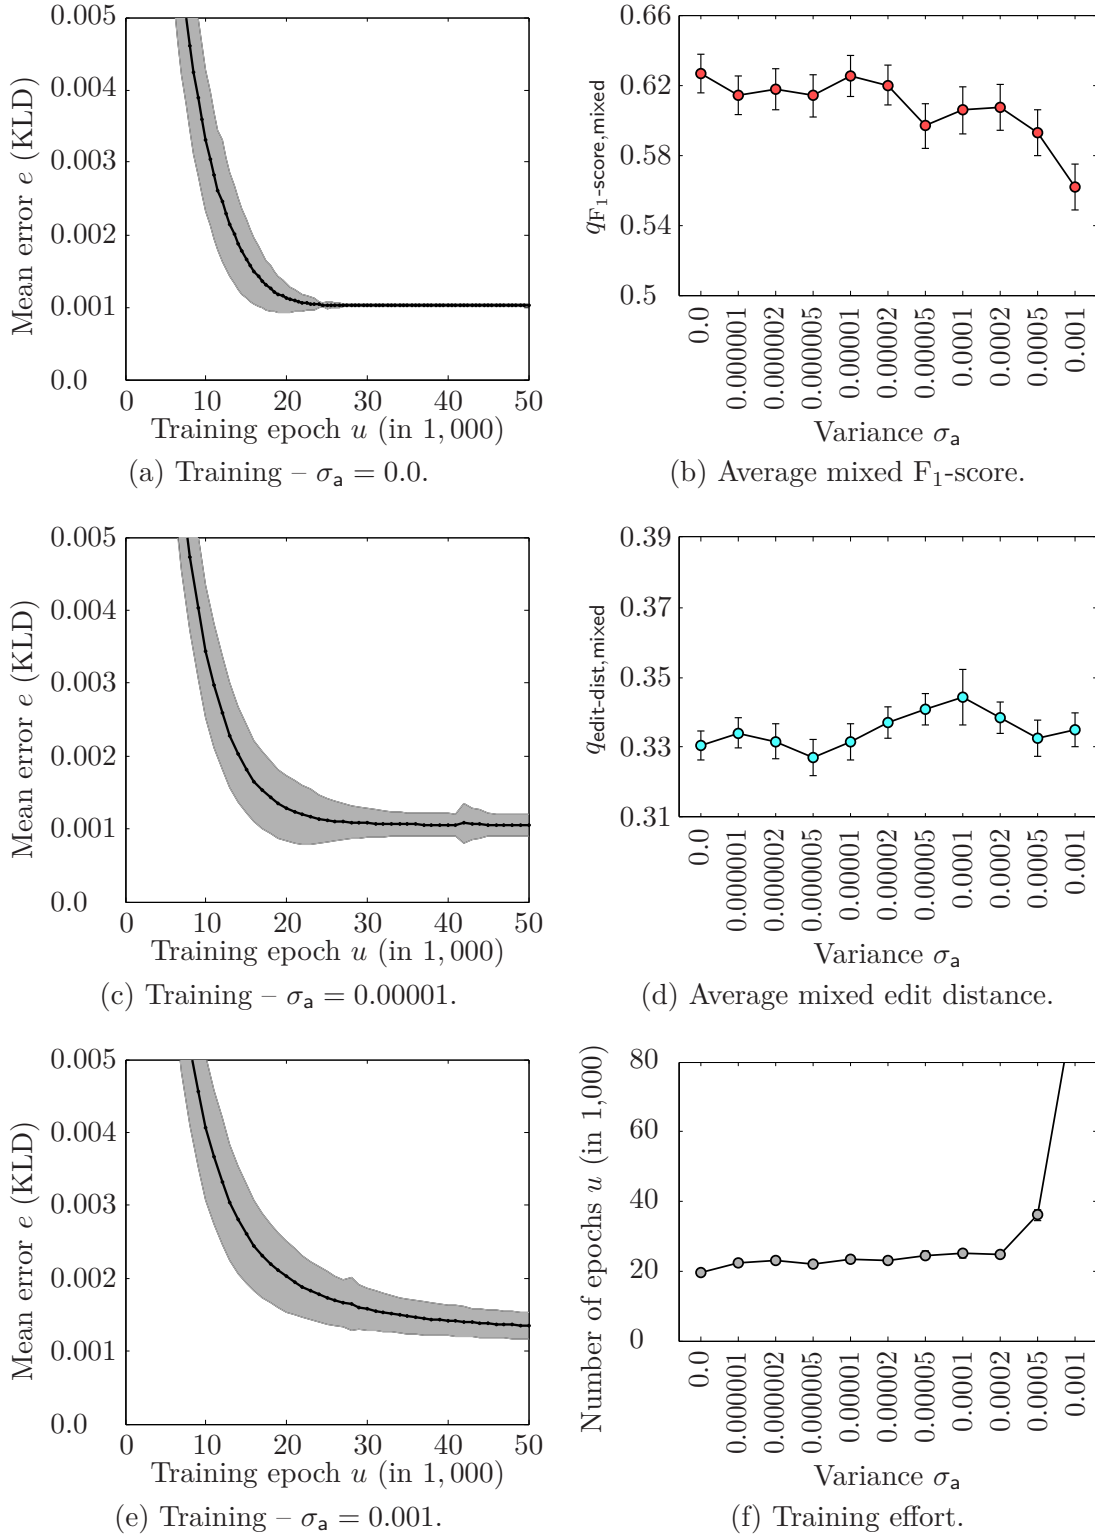 0.005
0.004
0.003
0.002
0.001
0.0
Mean error e (KLD)
0 10 20 30 40 50
Training epoch u (in 1,000)
(a) Training – σa = 0.0.
0.66
0.62
0.58
0.54
0.5
qF1-score,mixed
0.0 0.000001 0.000002 0.000005 0.00001 0.00002 0.00005 0.0001 0.0002 0.0005 0.001
Variance σa
(b) Average mixed F1-score.
0.005
0.004
0.003
0.002
0.001
0.0
Mean error e (KLD)
0 10 20 30 40 50
Training epoch u (in 1,000)
(c) Training – σa = 0.00001.
0.39
0.37
0.35
0.33
0.31
qedit-dist,mixed
0.0 0.000001 0.000002 0.000005 0.00001 0.00002 0.00005 0.0001 0.0002 0.0005 0.001
Variance σa
(d) Average mixed edit distance.
0.005
0.004
0.003
0.002
0.001
0.0
Mean error e (KLD)
0 10 20 30 40 50
Training epoch u (in 1,000)
(e) Training – σa = 0.001.
80
60
40
20
0
Number of epochs u (in 1,000)
0.0 0.000001 0.000002 0.000005 0.00001 0.00002 0.00005 0.0001 0.0002 0.0005 0.001
Variance σa
(f) Training effort.